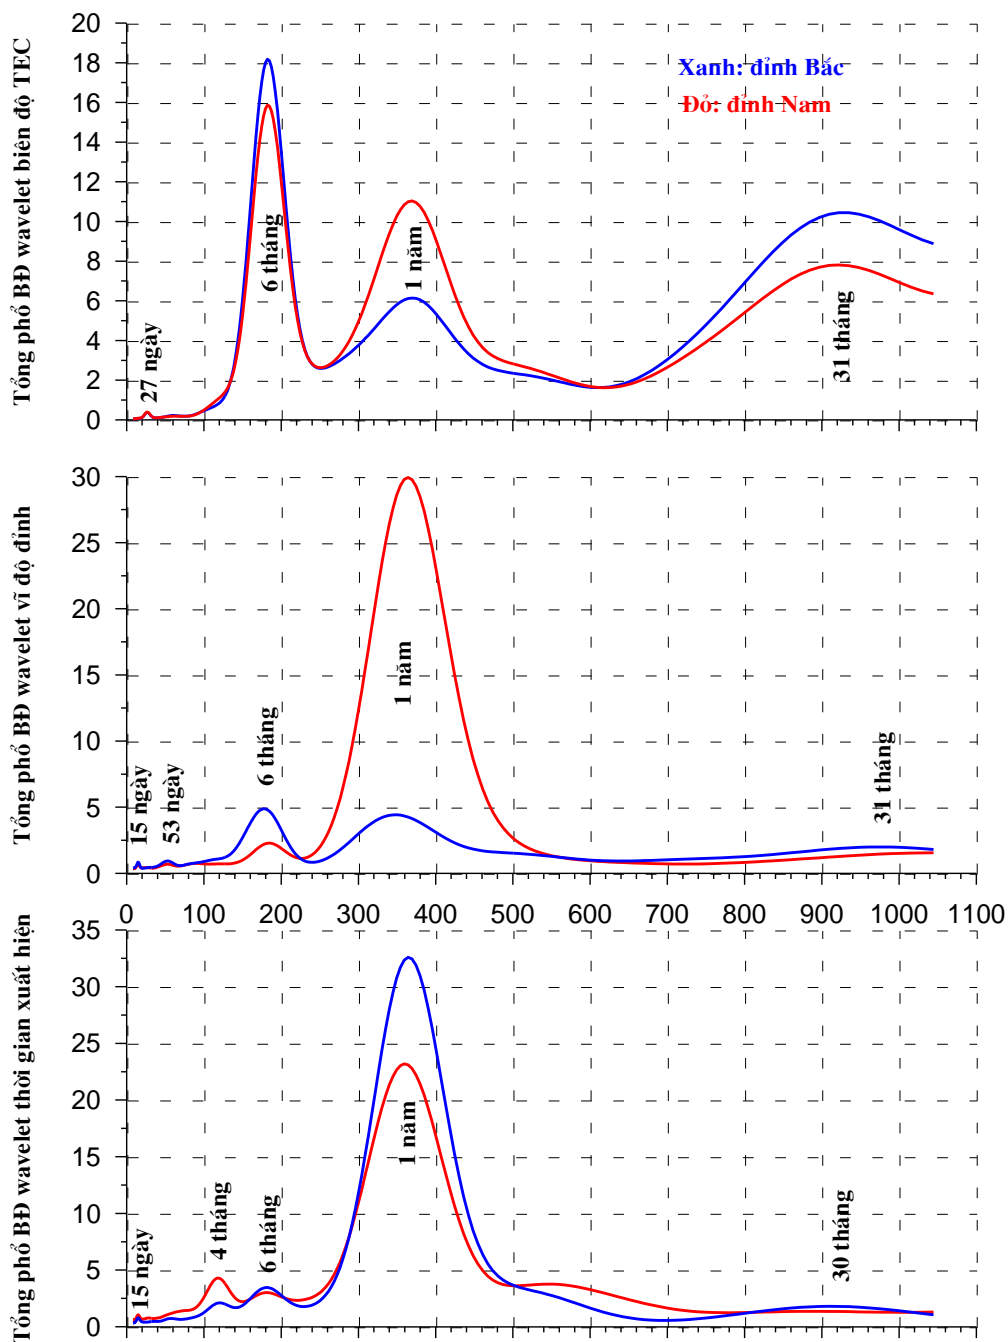 Tổng phổ BĐ wavelet biên độ TEC
20
18
16
14
12
10
8
6
4
2
0
Xanh: đỉnh Bắc
Đỏ: đỉnh Nam
27 ngày
6 tháng
1 năm
31 tháng
Tổng phổ BĐ wavelet vĩ độ đỉnh
30
25
20
15
10
5
0
15 ngày
53 ngày
6 tháng
1 năm
31 tháng
0 100 200 300 400 500 600 700 800 900 1000 1100
Tổng phổ BĐ wavelet thời gian xuất hiện
35
30
25
20
15
10
5
0
15 ngày
4 tháng
6 tháng
1 năm
30 tháng